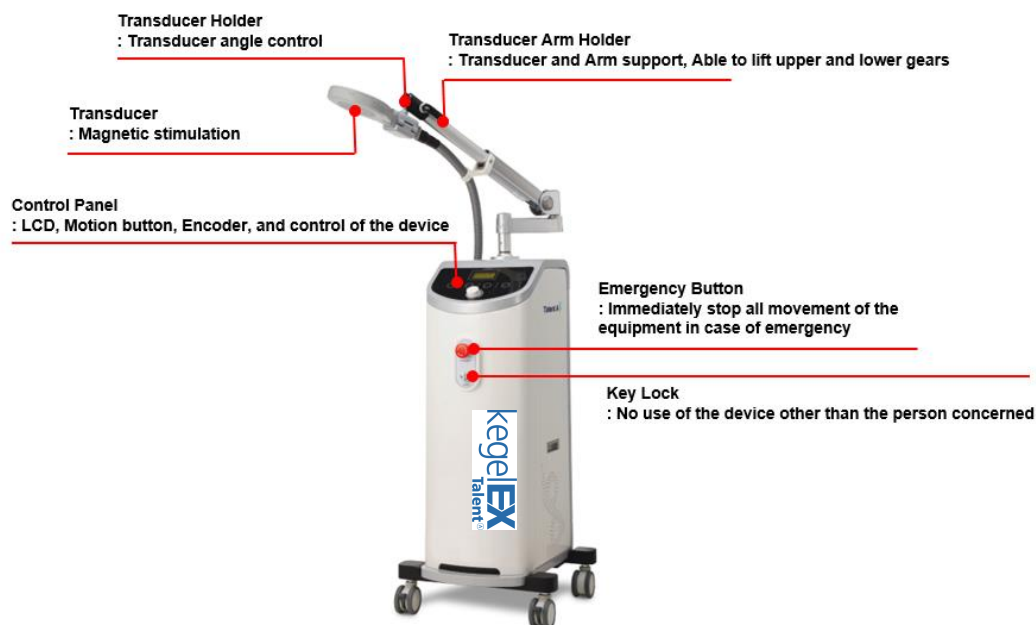 Transducer Holder
: Transducer angle control
Transducer Arm Holder
: Transducer and Arm support, Able to lift upper and lower gears
Transducer
: Magnetic stimulation
Control Panel
: LCD, Motion button, Encoder, and control of the device
Emergency Button
: Immediately stop all movement of the
equipment in case of emergency
Key Lock
: No use of the device other than the person concerned
kegelEX
Talent